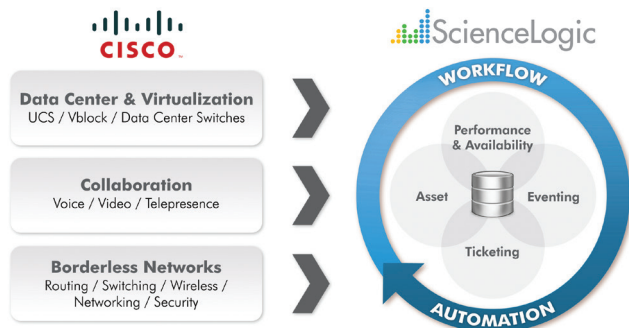 CISCO
ScienceLogic
Data Center & Virtualization
UCS / Vblock / Data Center Switches
Collaboration
Voice / Video / Telepresence
Borderless Networks
Routing / Switching / Wireless /
Networking / Security
WORKFLOW
Performance
& Availability
Asset
Eventing
Ticketing
AUTOMATION